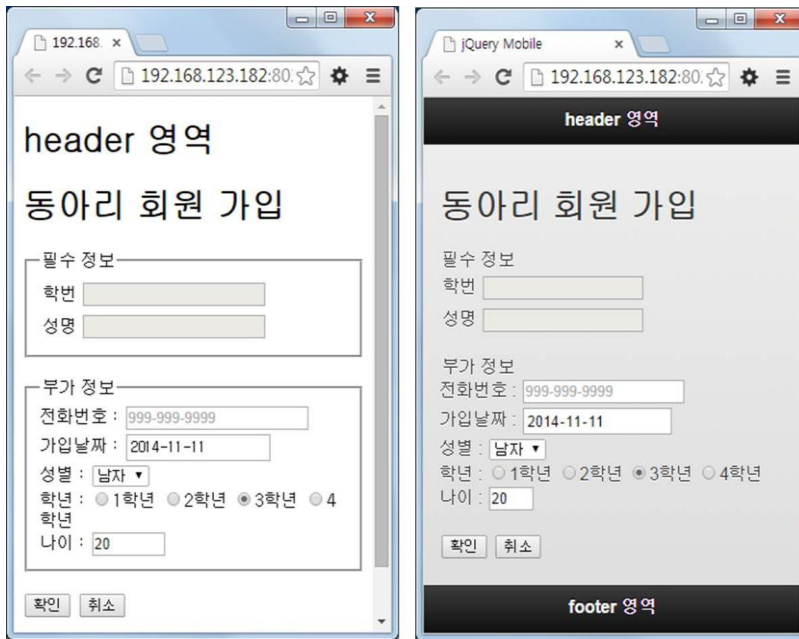 192.168.
192.168.123.182:80
header 영역
동아리 회원 가입
필수 정보
학번
성명
부가 정보
전화번호 : 999-999-9999
가입날짜 : 2014-11-11
성별 : 남자
학년 : 1학년 2학년 3학년 4
학년
나이 : 20
확인 취소
jQuery Mobile
192.168.123.182:80
header 영역
동아리 회원 가입
필수 정보
학번
성명
부가 정보
전화번호 : 999-999-9999
가입날짜 : 2014-11-11
성별 : 남자
학년 : 1학년 2학년 3학년 4학년
나이 : 20
확인 취소
footer 영역